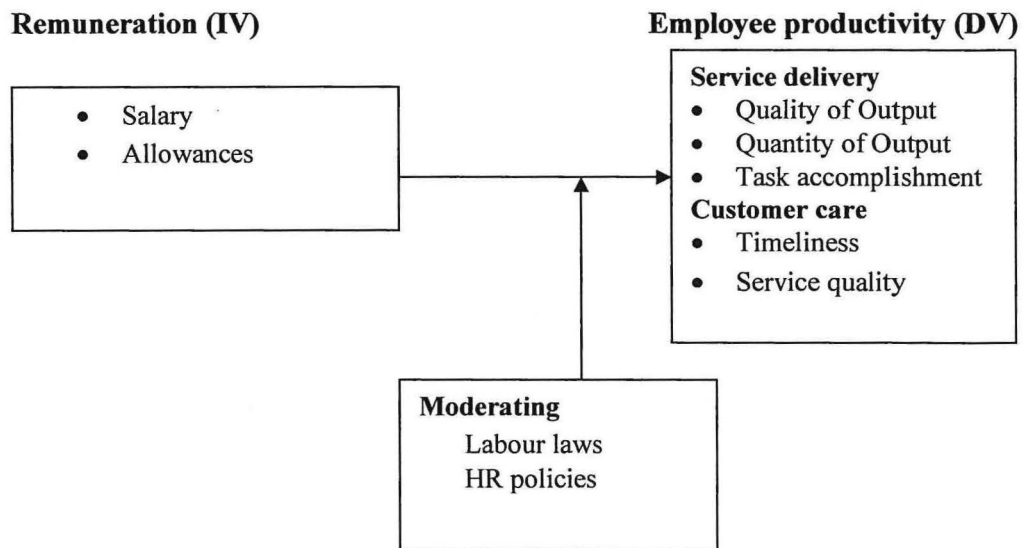 Remuneration (IV)
Employee productivity (DV)
• Salary
• Allowances
Service delivery
• Quality of Output
• Quantity of Output
• Task accomplishment
Customer care
• Timeliness
• Service quality
Moderating
Labour laws
HR policies